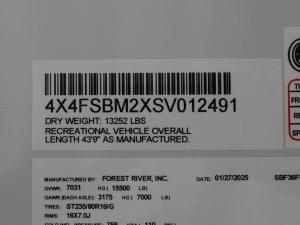 4X4FSBM2XSV012491
DRY WEIGHT: 13252 LBS
RECREATIONAL VEHICLE OVERALL
LENGTH 43'9" AS MANUFACTURED.
MANUFACTURED BY: FOREST RIVER, INC. 01/27/2025 SBF36F
GVWR: 7031 KG ( 15500 LB)
GAWR (EACH AXLE): 3175 KG ( 7000 LB)
TIRES: ST235/80R16/G
RIMS: 16X7.0J